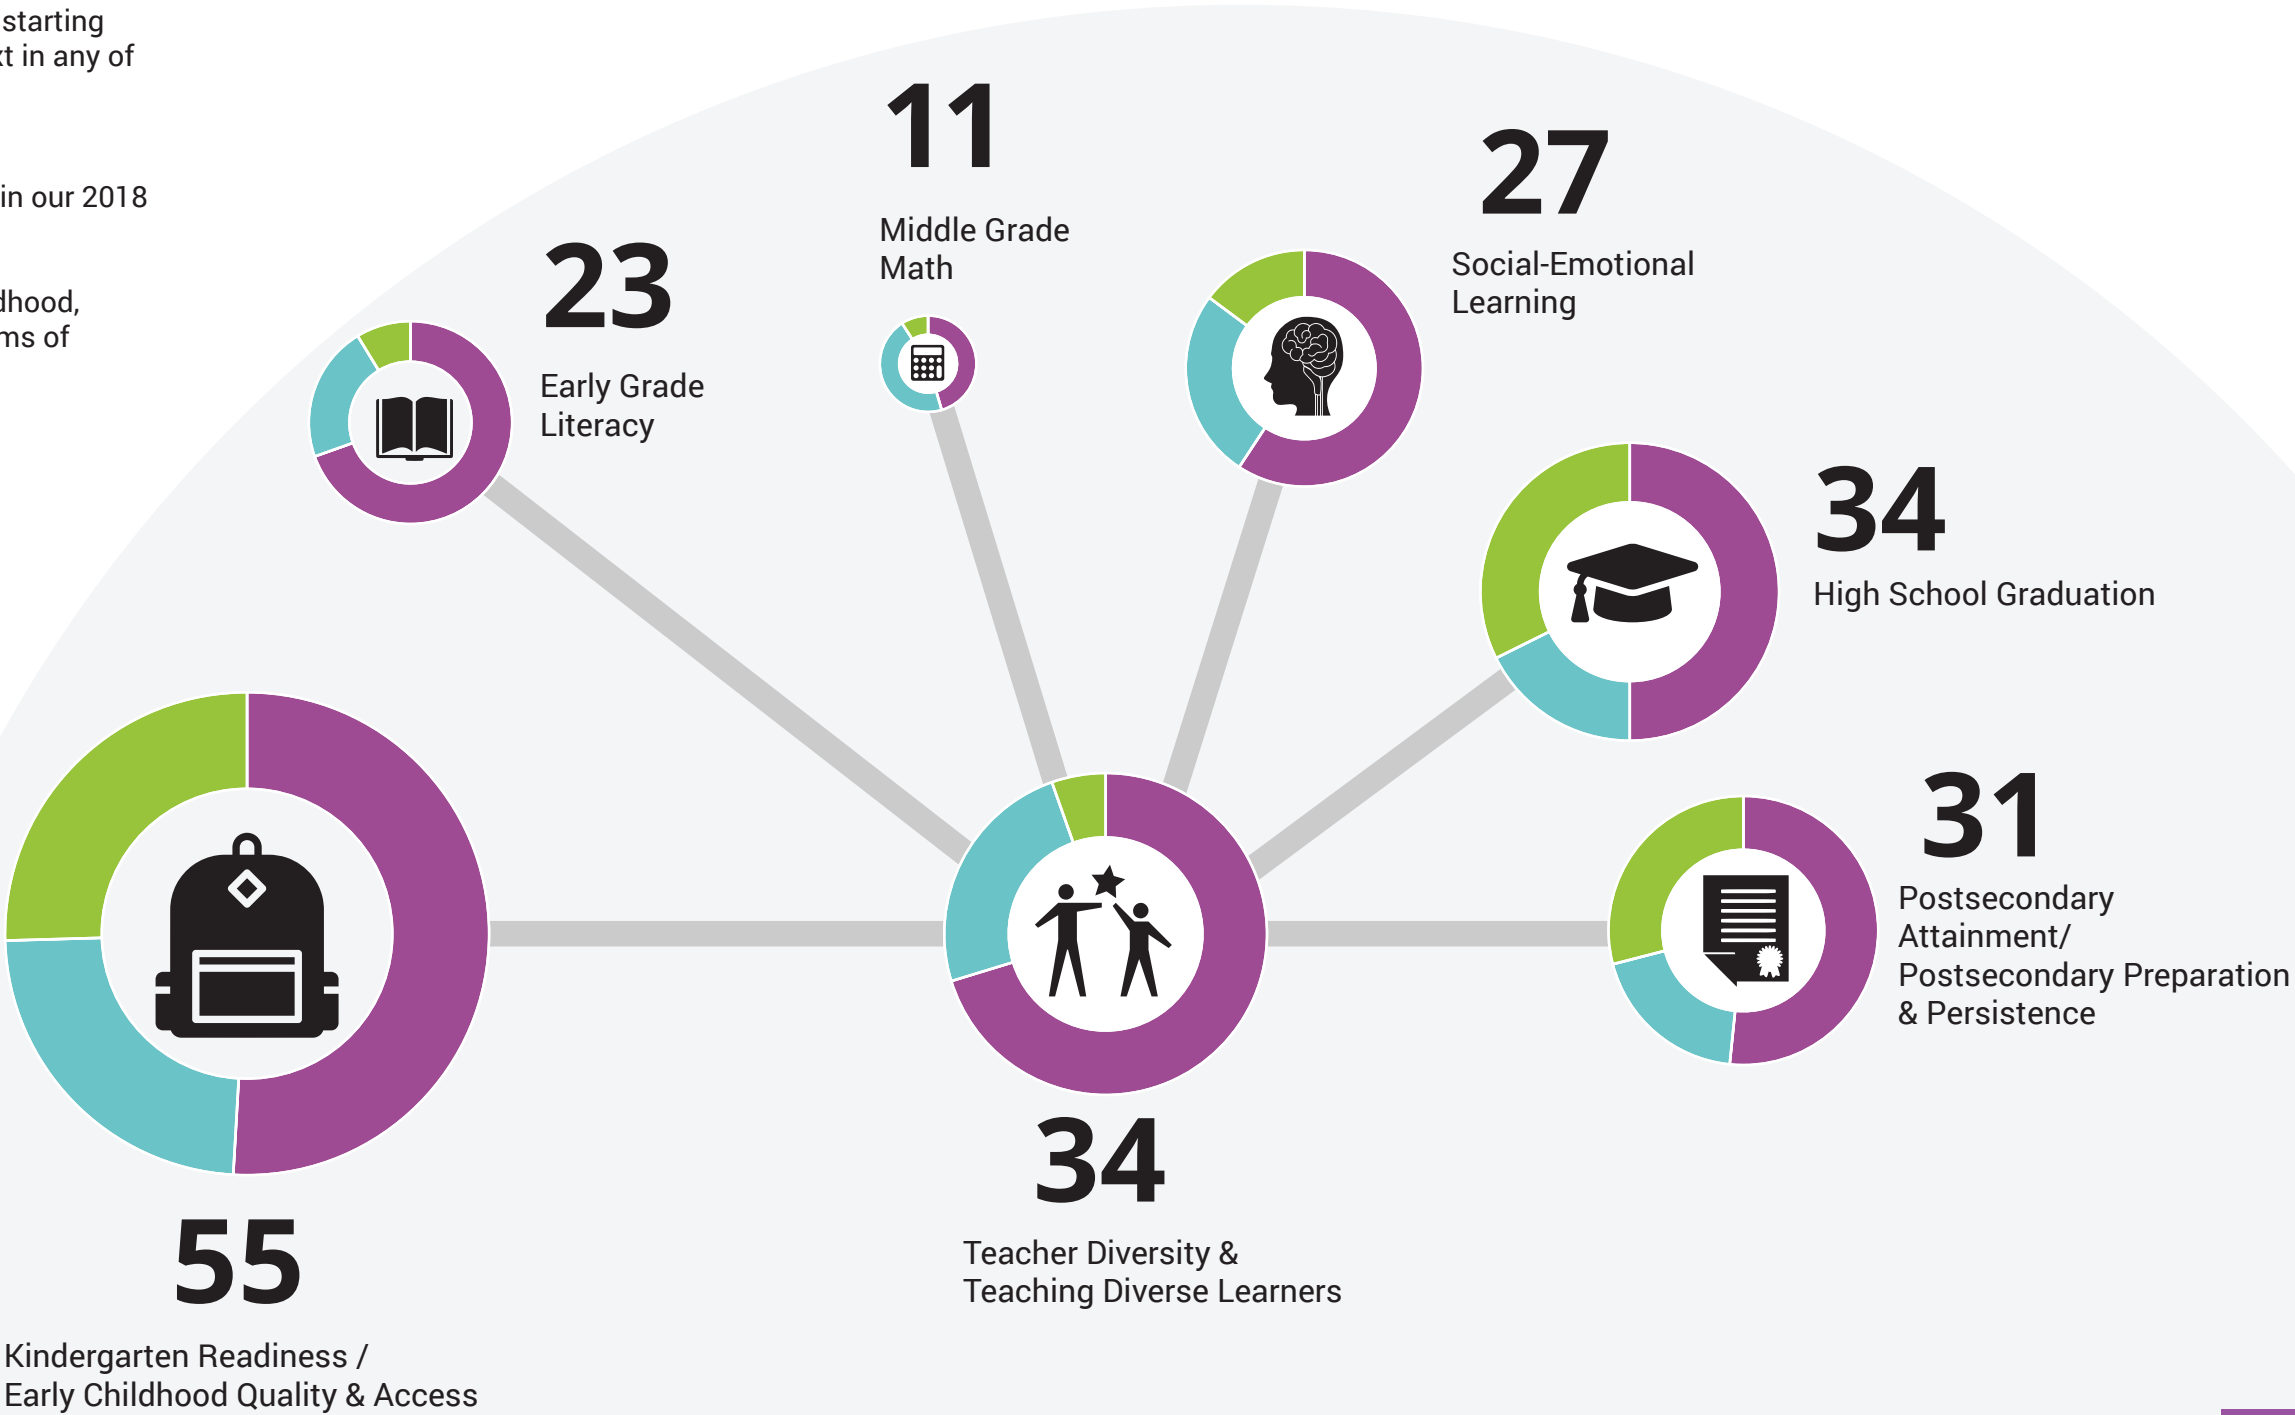 starting
t in any of
in our 2018
dhood,
ms of
11
Middle Grade
Math
27
Social-Emotional
Learning
23
Early Grade
Literacy
34
High School Graduation
31
Postsecondary
Attainment/
Postsecondary Preparation
& Persistence
34
Teacher Diversity &
Teaching Diverse Learners
55
Kindergarten Readiness /
Early Childhood Quality & Access